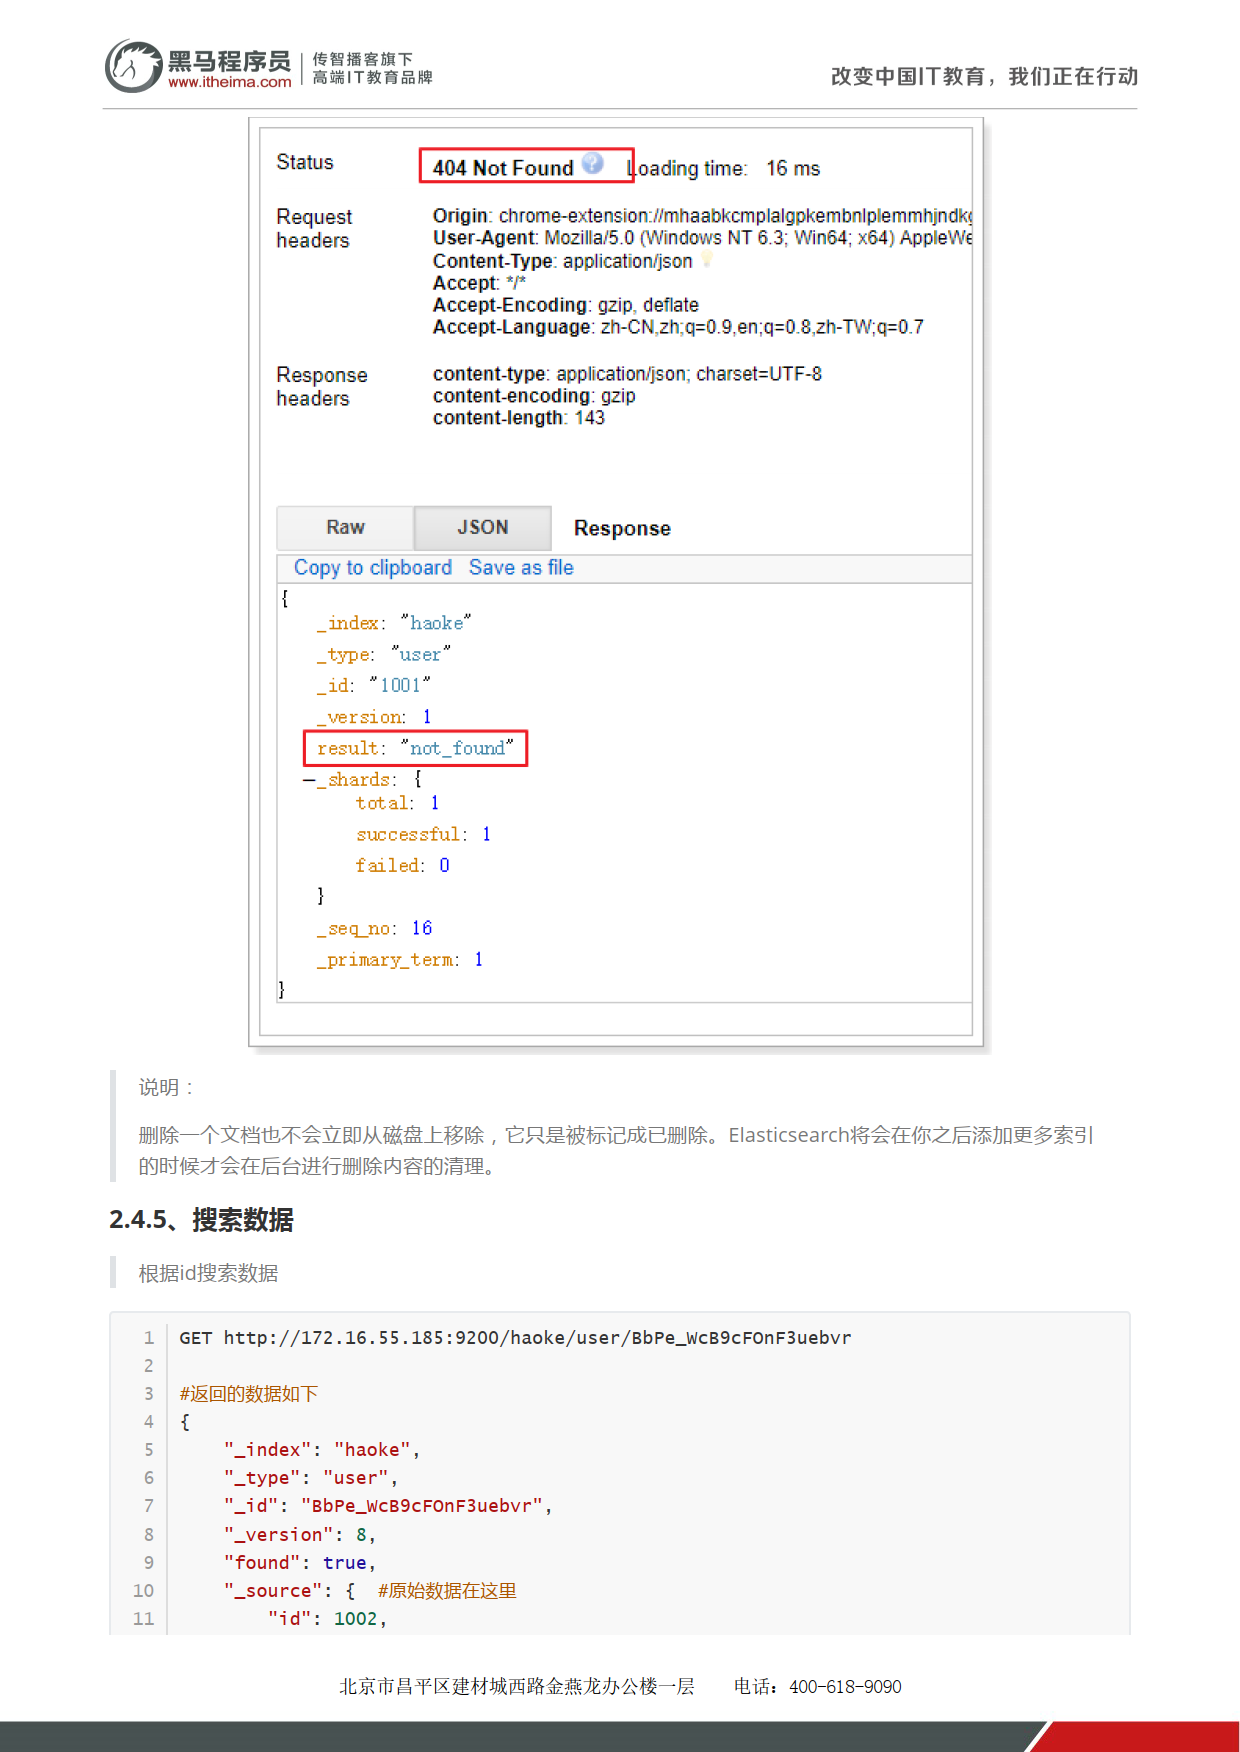 黑马程序员
www.itheima.com
传智播客旗下
高端IT教育品牌
改变中国IT教育，我们正在行动
Status
404 Not Found ? Loading time: 16 ms
Request headers
Origin: chrome-extension://mhaabkcmplalgpkembnlplemmhjndkg
User-Agent: Mozilla/5.0 (Windows NT 6.3; Win64; x64) AppleWe
Content-Type: application/json
Accept: */*
Accept-Encoding: gzip, deflate
Accept-Language: zh-CN,zh;q=0.9,en;q=0.8,zh-TW;q=0.7
Response headers
content-type: application/json; charset=UTF-8
content-encoding: gzip
content-length: 143
Raw JSON Response
Copy to clipboard Save as file
{
_index: "haoke"
_type: "user"
_id: "1001"
_version: 1
result: "not_found"
–_shards: {
total: 1
successful: 1
failed: 0
}
_seq_no: 16
_primary_term: 1
}
说明：
删除一个文档也不会立即从磁盘上移除，它只是被标记成已删除。Elasticsearch将会在你之后添加更多索引
的时候才会在后台进行删除内容的清理。
2.4.5、搜索数据
根据id搜索数据
1 GET http://172.16.55.185:9200/haoke/user/BbPe_WcB9cFOnF3uebvr
2
3 #返回的数据如下
4 {
5 "_index": "haoke",
6 "_type": "user",
7 "_id": "BbPe_WcB9cFOnF3uebvr",
8 "_version": 8,
9 "found": true,
10 "_source": { #原始数据在这里
11 "id": 1002,
北京市昌平区建材城西路金燕龙办公楼一层 电话：400-618-9090